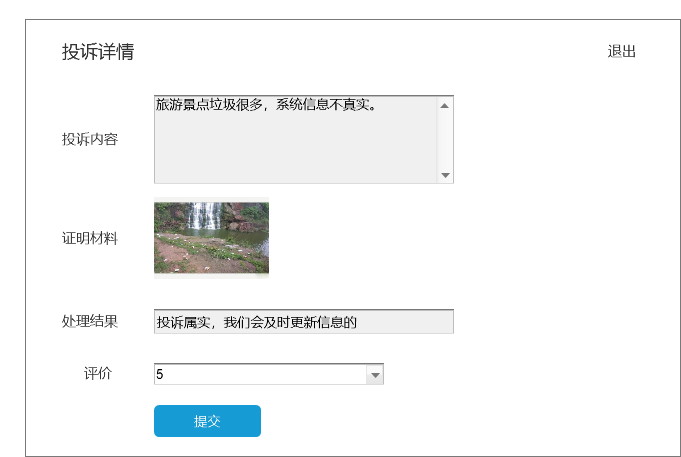 投诉详情
退出
投诉内容
旅游景点垃圾很多，系统信息不真实。
证明材料
处理结果
投诉属实，我们会及时更新信息的
评价
5
提交